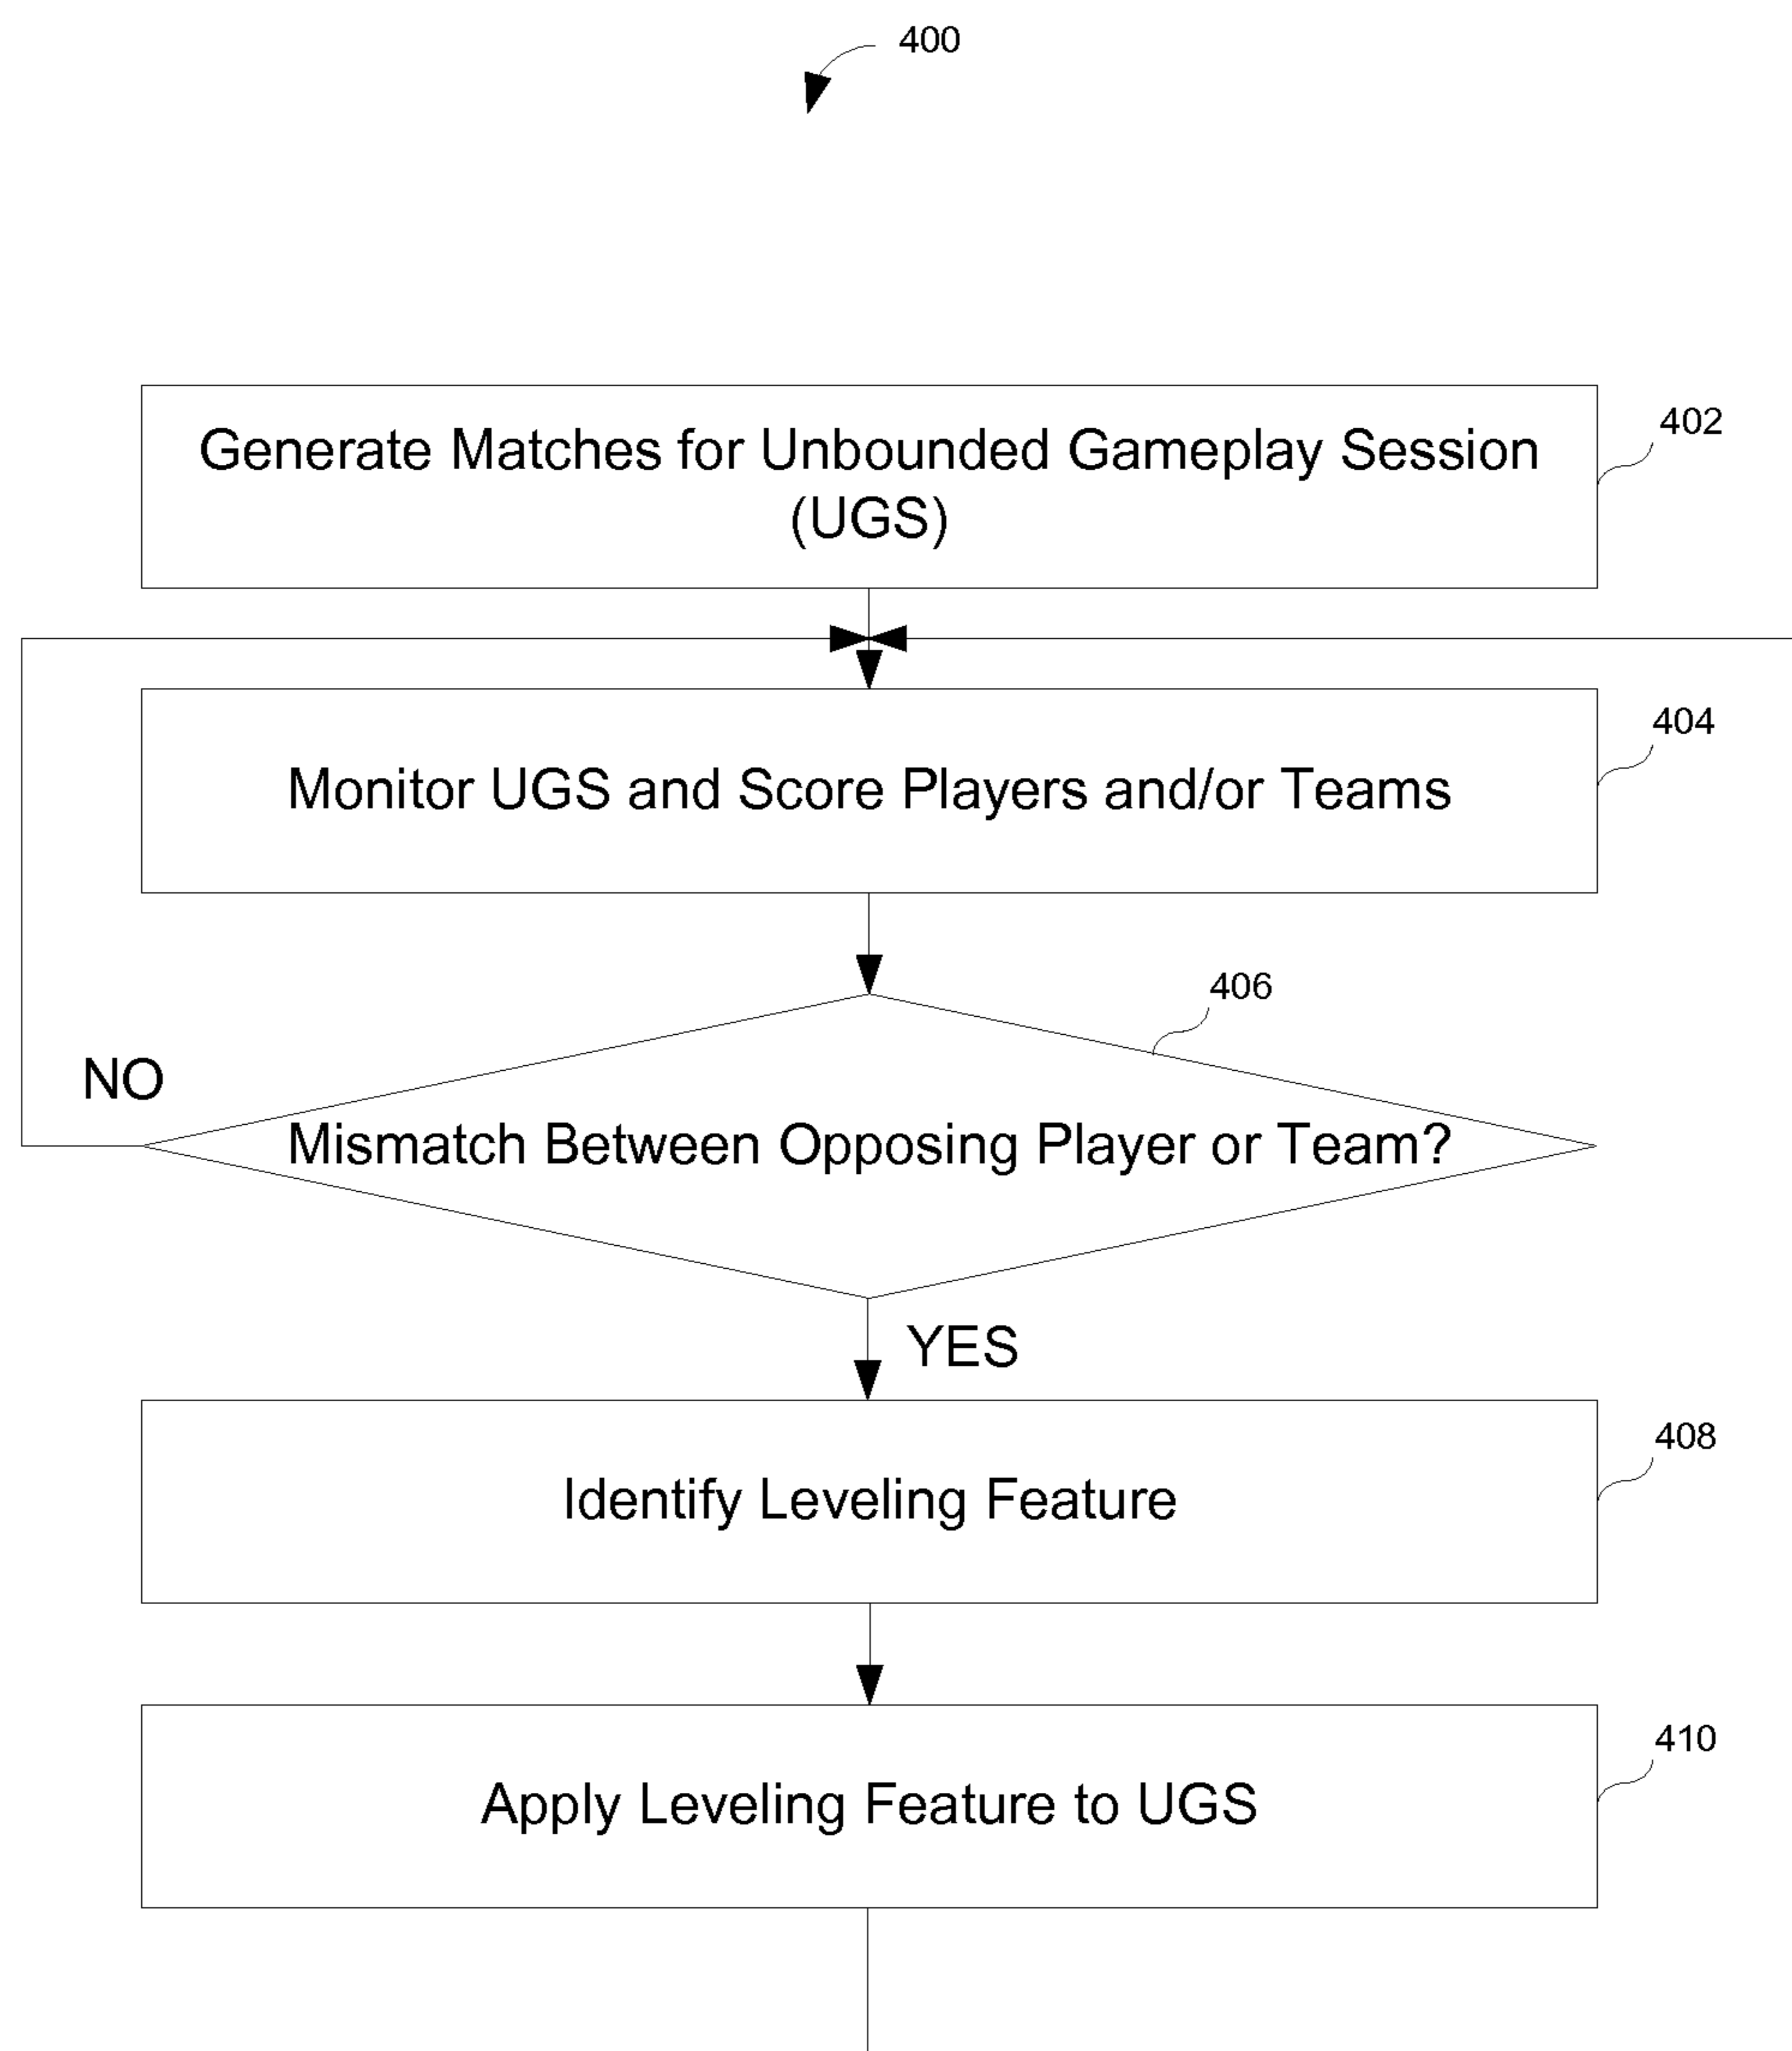 400
Generate Matches for Unbounded Gameplay Session
(UGS)
402
Monitor UGS and Score Players and/or Teams
404
406
NO
Mismatch Between Opposing Player or Team?
YES
Identify Leveling Feature
408
Apply Leveling Feature to UGS
410